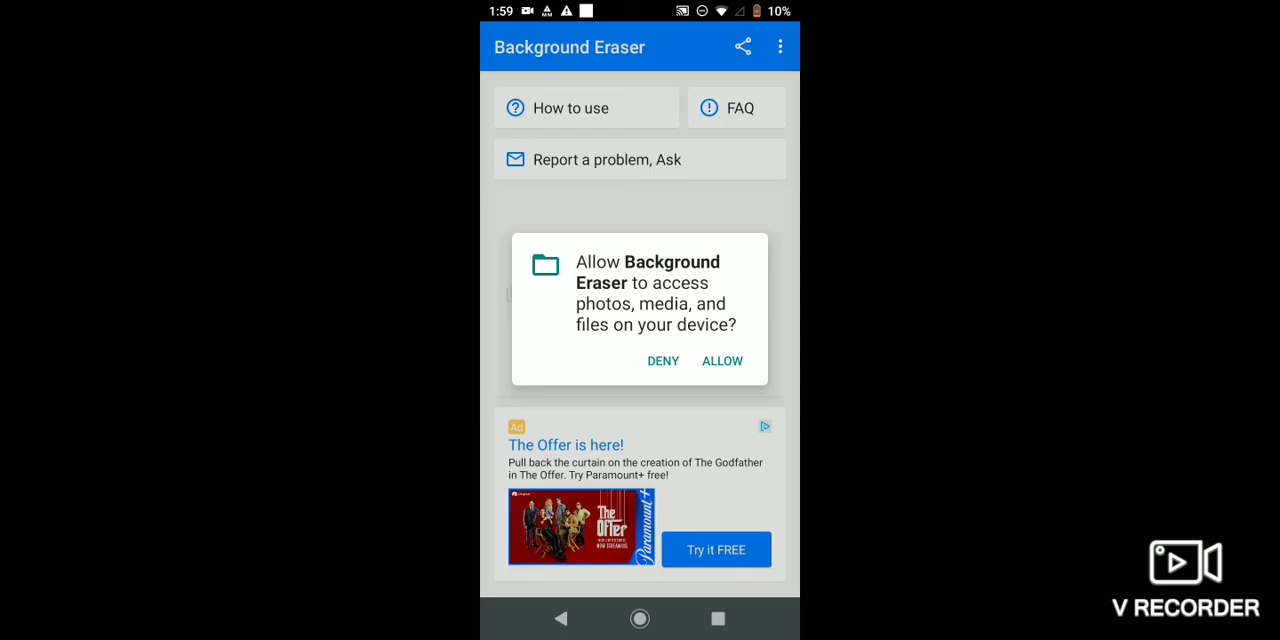 1:59
10%
Background Eraser
How to use
FAQ
Report a problem, Ask
Allow Background
Eraser to access
photos, media, and
files on your device?
DENY
ALLOW
Ad
The Offer is here!
Pull back the curtain on the creation of The Godfather
in The Offer. Try Paramount+ free!
The
Offer
NOW STREAMING
Paramount+
Try it FREE
V RECORDER